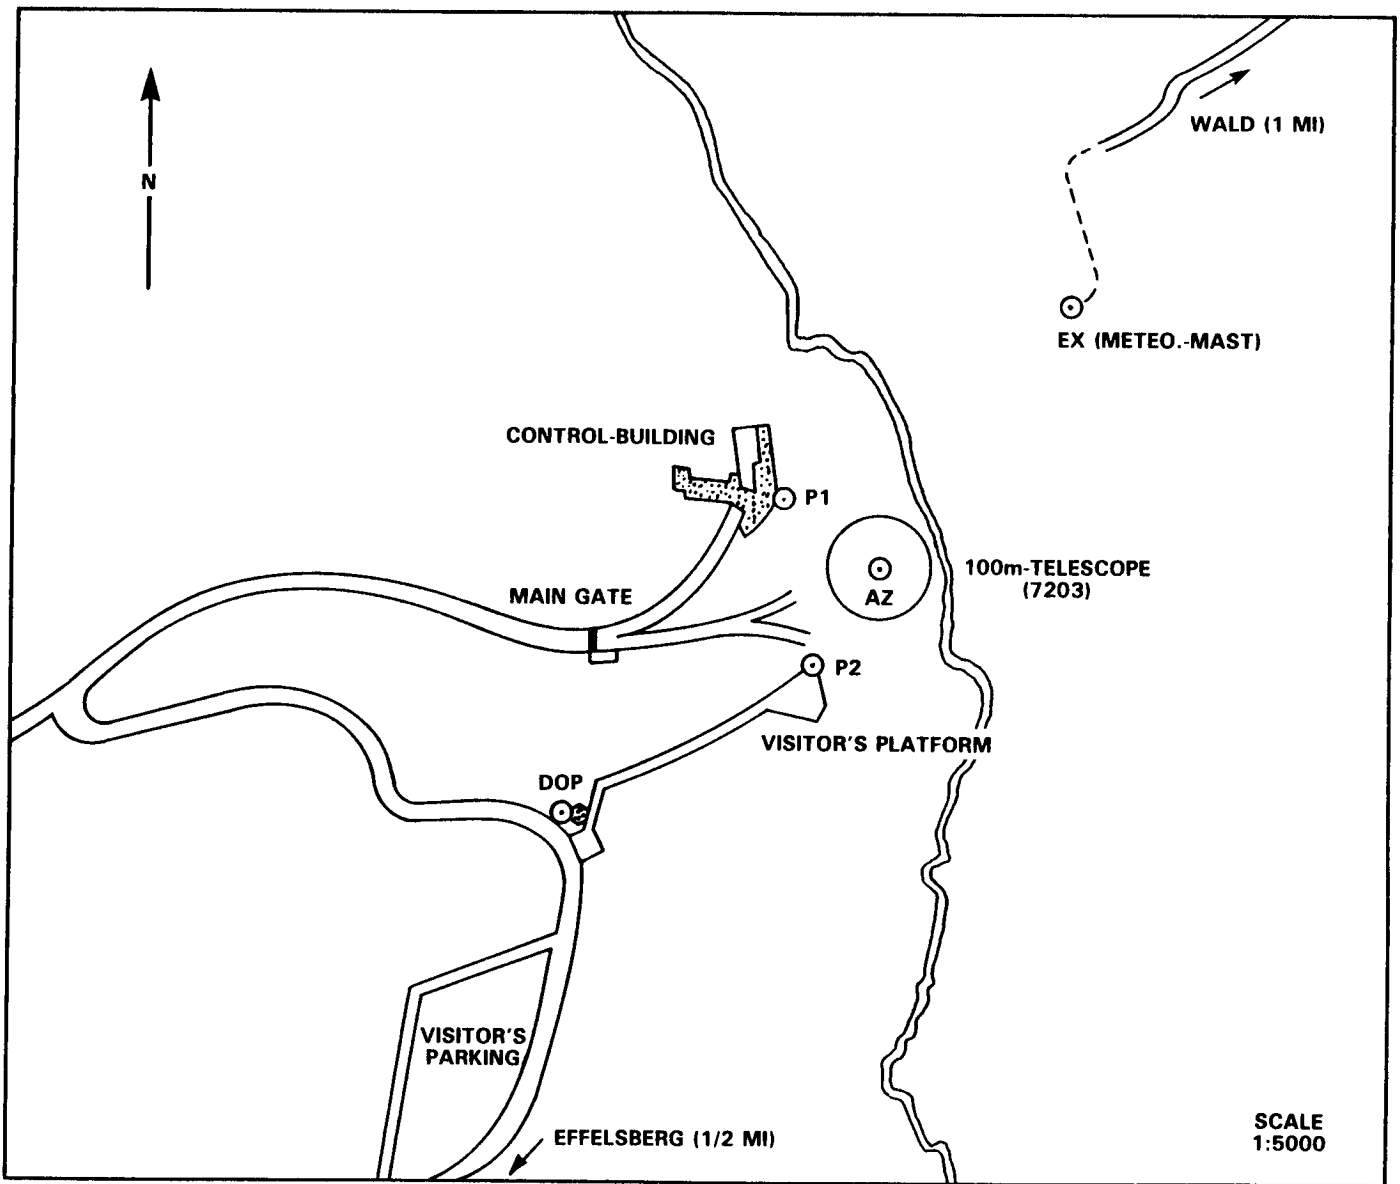 N
WALD (1 MI)
EX (METEO.-MAST)
CONTROL-BUILDING
P1
100m-TELESCOPE
(7203)
AZ
MAIN GATE
P2
VISITOR'S PLATFORM
DOP
VISITOR'S
PARKING
EFFELSBERG (1/2 MI)
SCALE
1:5000